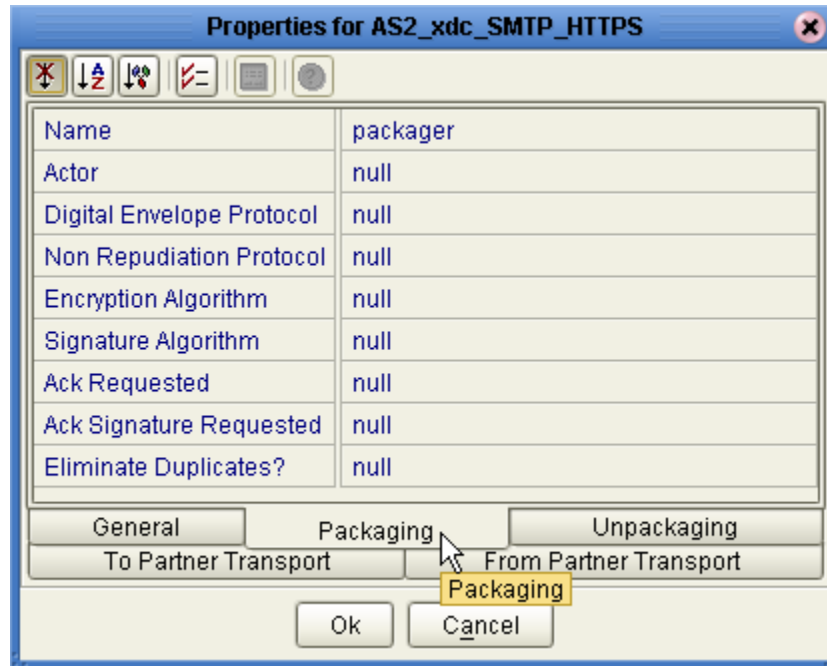 Properties for AS2_xdc_SMTP_HTTPS
Name packager
Actor null
Digital Envelope Protocol null
Non Repudiation Protocol null
Encryption Algorithm null
Signature Algorithm null
Ack Requested null
Ack Signature Requested null
Eliminate Duplicates? null
General Packaging Unpackaging
To Partner Transport From Partner Transport
Packaging
Ok Cancel